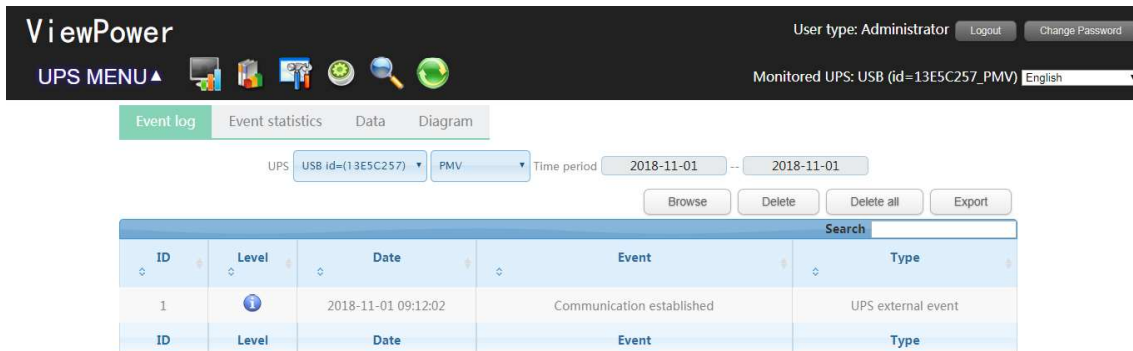 ViewPower
User type: Administrator Logout Change Password
UPS MENU▲
Monitored UPS: USB (id=13E5C257_PMV) English
Event log Event statistics Data Diagram
UPS USB id=(13E5C257) PMV Time period 2018-11-01 -- 2018-11-01
Browse Delete Delete all Export
Search
ID Level Date Event Type
1 2018-11-01 09:12:02 Communication established UPS external event
ID Level Date Event Type